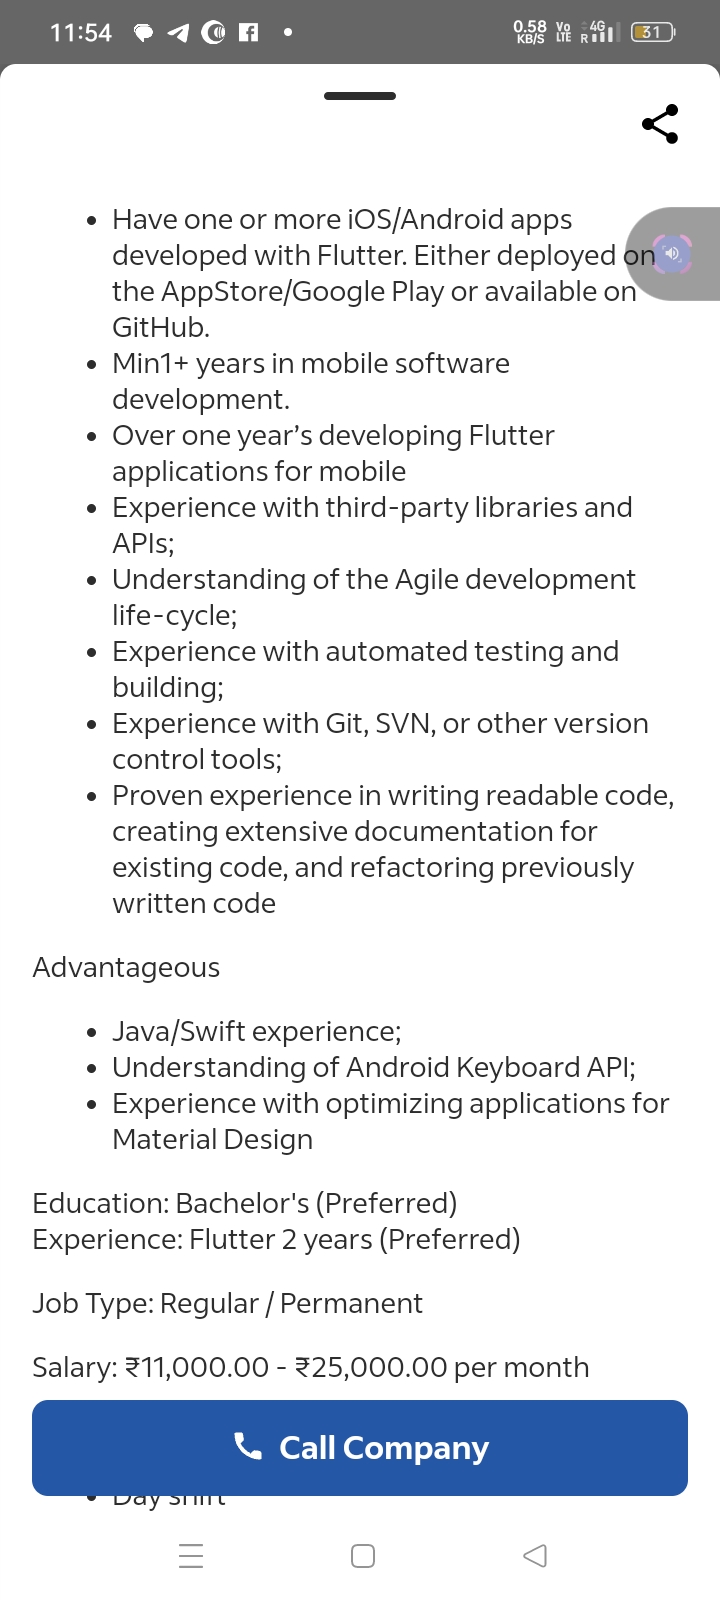 11:54
0.58 KB/S Vo LTE 4G R 31
• Have one or more iOS/Android apps
developed with Flutter. Either deployed on
the AppStore/Google Play or available on
GitHub.
• Min1+ years in mobile software
development.
• Over one year’s developing Flutter
applications for mobile
• Experience with third-party libraries and
APIs;
• Understanding of the Agile development
life-cycle;
• Experience with automated testing and
building;
• Experience with Git, SVN, or other version
control tools;
• Proven experience in writing readable code,
creating extensive documentation for
existing code, and refactoring previously
written code
Advantageous
• Java/Swift experience;
• Understanding of Android Keyboard API;
• Experience with optimizing applications for
Material Design
Education: Bachelor's (Preferred)
Experience: Flutter 2 years (Preferred)
Job Type: Regular / Permanent
Salary: ₹11,000.00 - ₹25,000.00 per month
Call Company
• Day shift